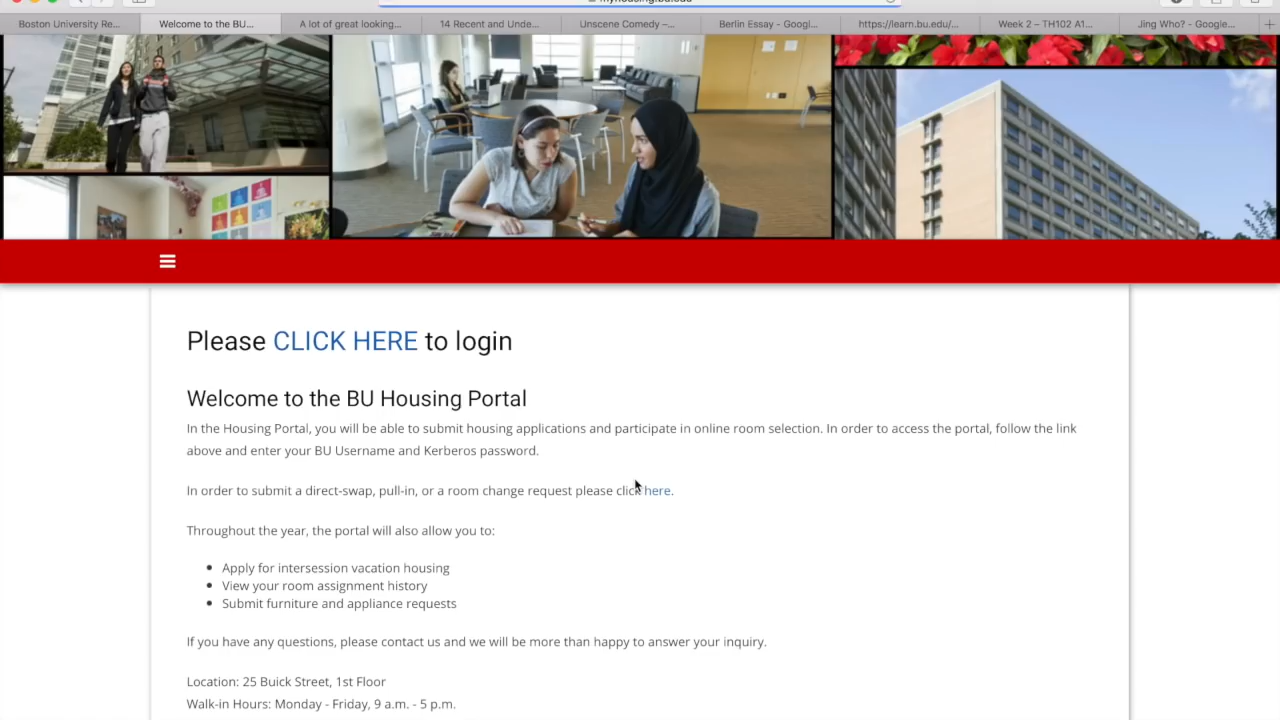 Boston University Re...
Welcome to the BU...
A lot of great looking...
14 Recent and Unde...
Unscene Comedy –...
Berlin Essay - Googl...
https://learn.bu.edu/...
Week 2 – TH102 A1...
Jing Who? - Google...
Please CLICK HERE to login
Welcome to the BU Housing Portal
In the Housing Portal, you will be able to submit housing applications and participate in online room selection. In order to access the portal, follow the link
above and enter your BU Username and Kerberos password.
In order to submit a direct-swap, pull-in, or a room change request please click here.
Throughout the year, the portal will also allow you to:
Apply for intersession vacation housing
View your room assignment history
Submit furniture and appliance requests
If you have any questions, please contact us and we will be more than happy to answer your inquiry.
Location: 25 Buick Street, 1st Floor
Walk-in Hours: Monday - Friday, 9 a.m. - 5 p.m.